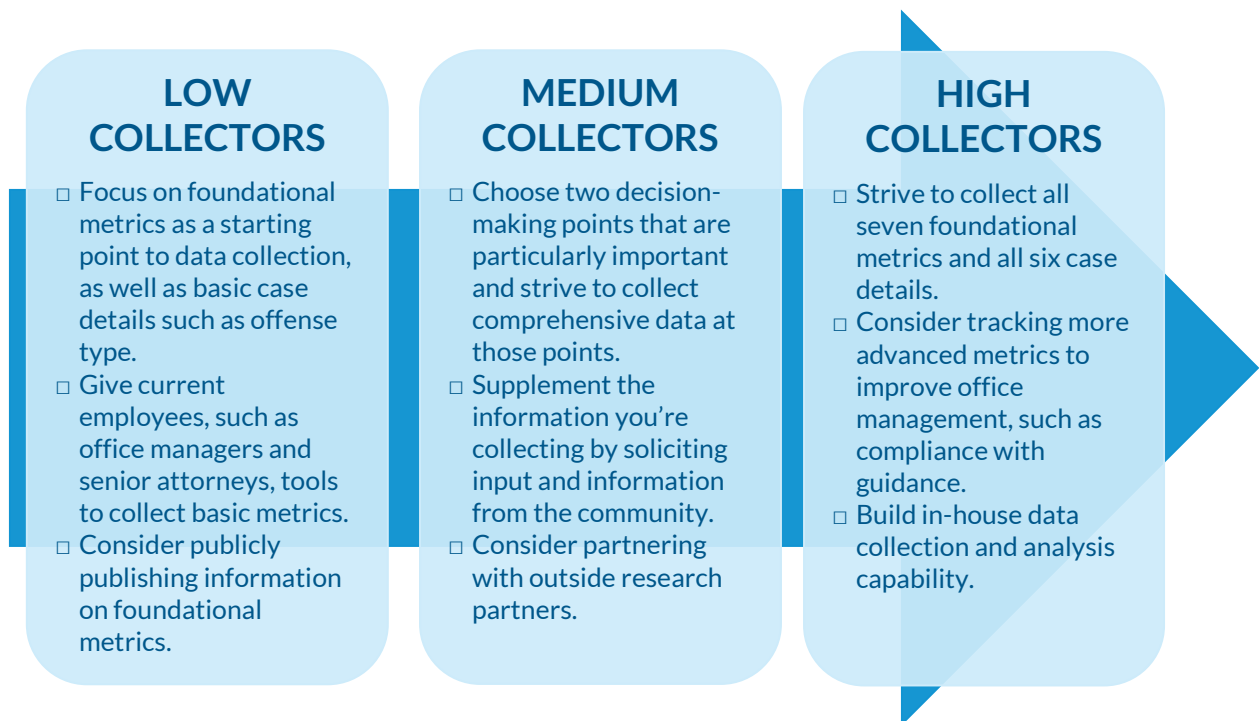 LOW
COLLECTORS
□ Focus on foundational
metrics as a starting
point to data collection,
as well as basic case
details such as offense
type.
□ Give current
employees, such as
office managers and
senior attorneys, tools
to collect basic metrics.
□ Consider publicly
publishing information
on foundational
metrics.
MEDIUM
COLLECTORS
□ Choose two decision-
making points that are
particularly important
and strive to collect
comprehensive data at
those points.
□ Supplement the
information you’re
collecting by soliciting
input and information
from the community.
□ Consider partnering
with outside research
partners.
HIGH
COLLECTORS
□ Strive to collect all
seven foundational
metrics and all six case
details.
□ Consider tracking more
advanced metrics to
improve office
management, such as
compliance with
guidance.
□ Build in-house data
collection and analysis
capability.